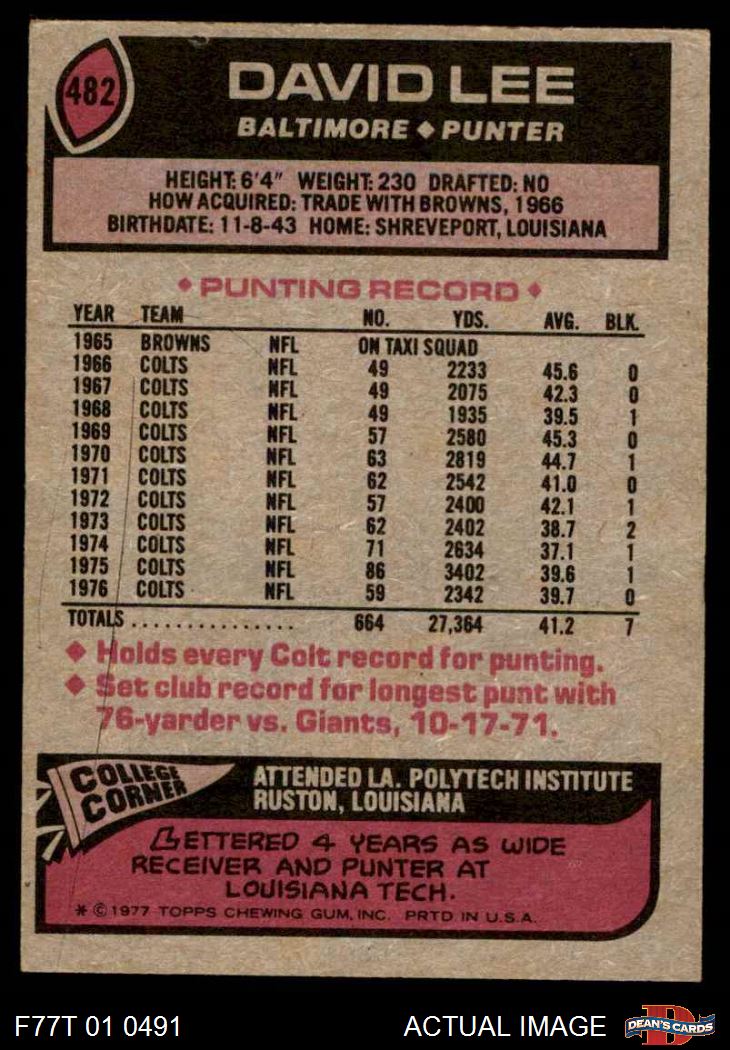 482
DAVID LEE
BALTIMORE ♦ PUNTER
HEIGHT: 6'4" WEIGHT: 230 DRAFTED: NO
HOW ACQUIRED: TRADE WITH BROWNS, 1966
BIRTHDATE: 11-8-43 HOME: SHREVEPORT, LOUISIANA
♦ PUNTING RECORD ♦
YEAR TEAM NO. YDS. AVG. BLK.
1965 BROWNS NFL ON TAXI SQUAD
1966 COLTS NFL 49 2233 45.6 0
1967 COLTS NFL 49 2075 42.3 0
1968 COLTS NFL 49 1935 39.5 1
1969 COLTS NFL 57 2580 45.3 0
1970 COLTS NFL 63 2819 44.7 1
1971 COLTS NFL 62 2542 41.0 0
1972 COLTS NFL 57 2400 42.1 1
1973 COLTS NFL 62 2402 38.7 2
1974 COLTS NFL 71 2634 37.1 1
1975 COLTS NFL 86 3402 39.6 1
1976 COLTS NFL 59 2342 39.7 0
TOTALS ............... 664 27,364 41.2 7
♦ Holds every Colt record for punting.
♦ Set club record for longest punt with
76-yarder vs. Giants, 10-17-71.
COLLEGE
CORNER
ATTENDED LA. POLYTECH INSTITUTE
RUSTON, LOUISIANA
LETTERED 4 YEARS AS WIDE
RECEIVER AND PUNTER AT
LOUISIANA TECH.
* © 1977 TOPPS CHEWING GUM, INC. PRTD IN U.S.A.
F77T 01 0491
ACTUAL IMAGE
D
DEAN'S CARDS